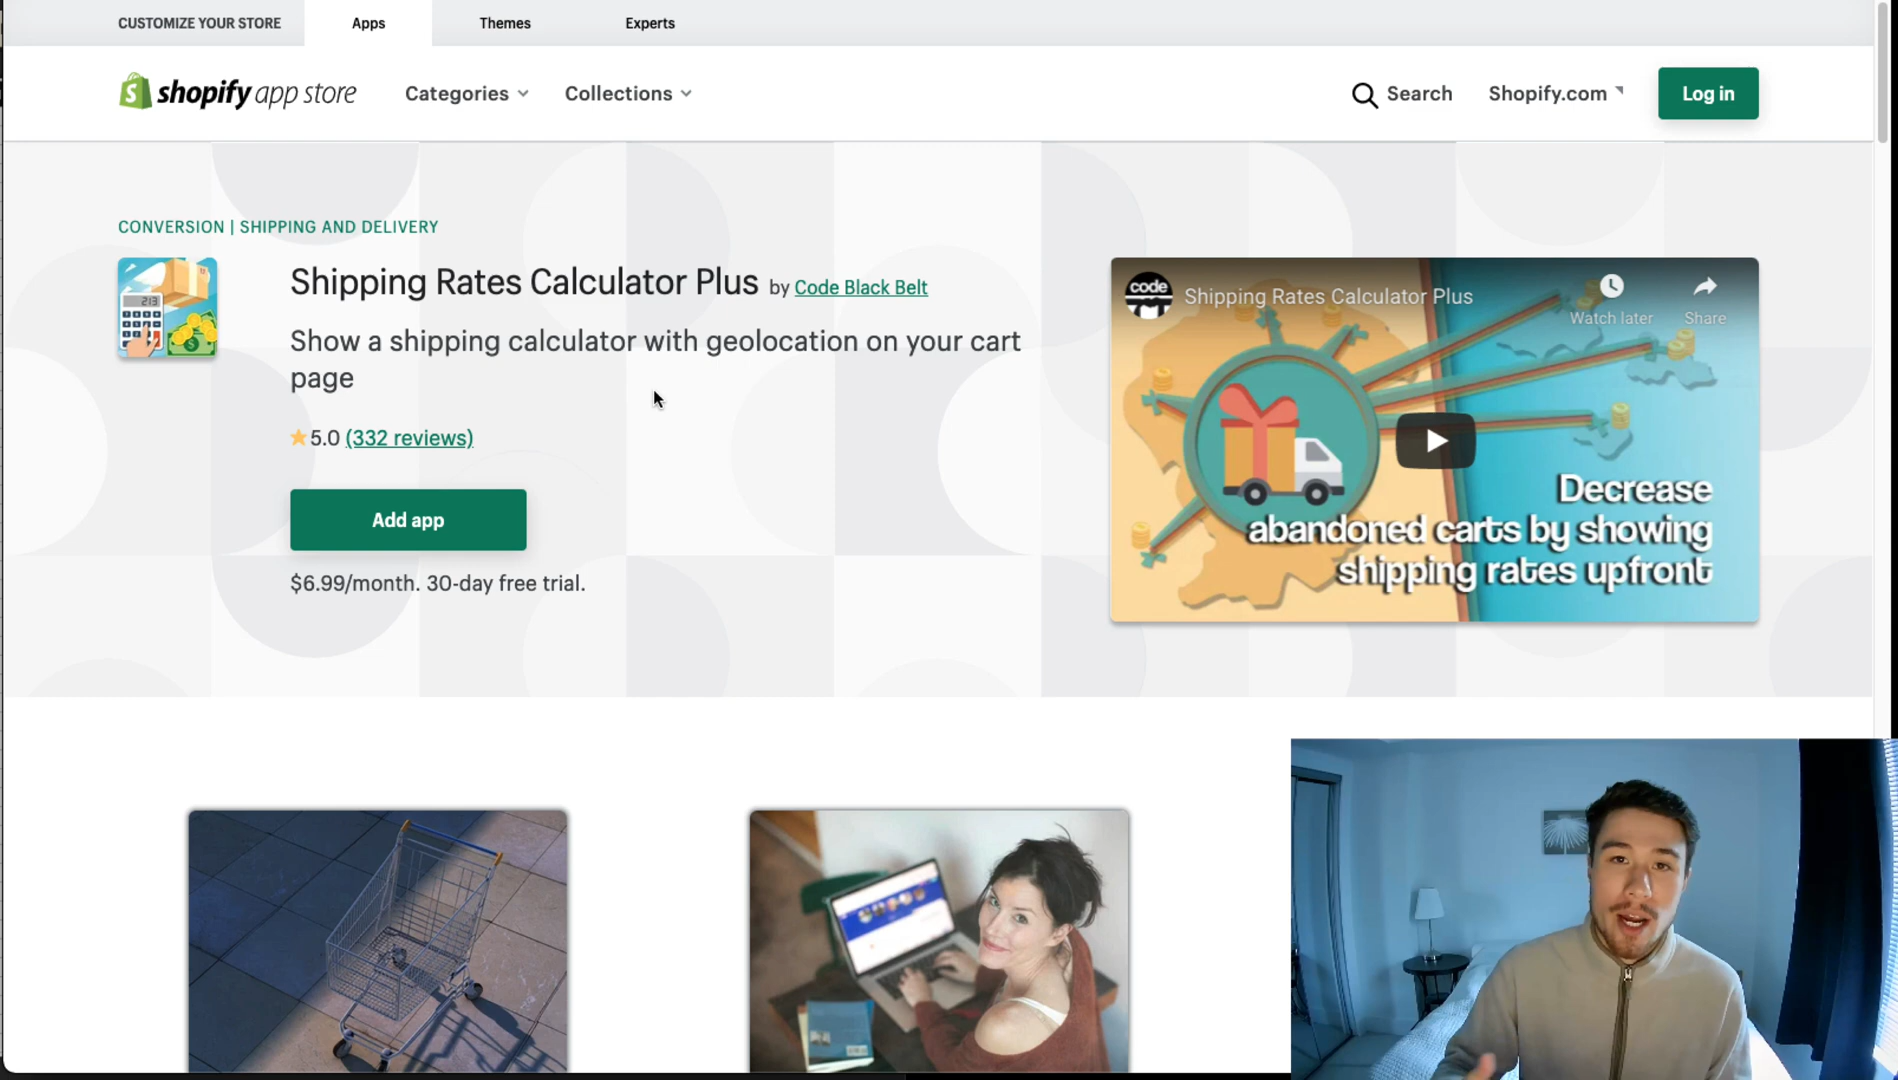 CUSTOMIZE YOUR STORE
Apps
Themes
Experts
shopify app store
Categories
Collections
Search
Shopify.com
Log in
CONVERSION | SHIPPING AND DELIVERY
Shipping Rates Calculator Plus by Code Black Belt
Show a shipping calculator with geolocation on your cart
page
5.0 (332 reviews)
Add app
$6.99/month. 30-day free trial.
code
Shipping Rates Calculator Plus
Watch later
Share
Decrease
abandoned carts by showing
shipping rates upfront
213